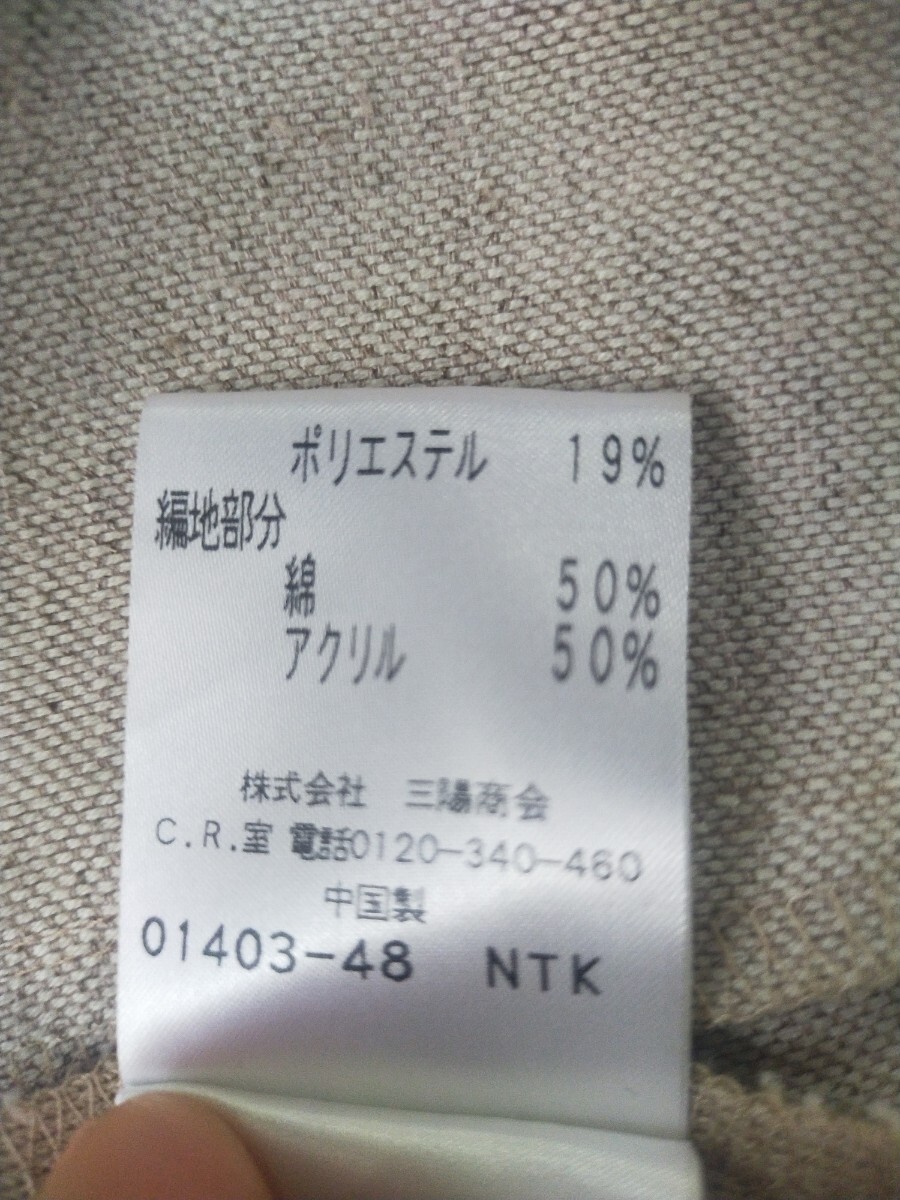 ポリエステル 19%
編地部分
綿 50%
アクリル 50%
株式会社 三陽商会
C.R.室 電話0120-340-460
中国製
01403-48 NTK